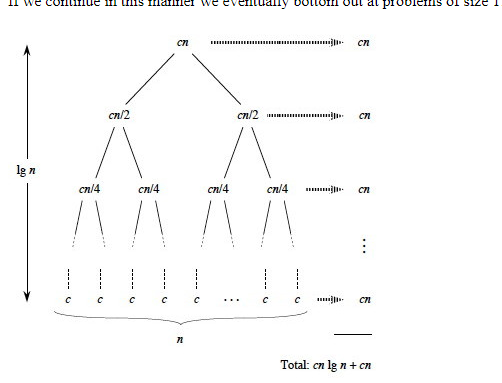 If we continue in this manner we eventually bottom out at problems of size 1
cn cn
cn/2 cn/2 cn
lg n
cn/4 cn/4 cn/4 cn/4 cn
⋮
c c c c c ... c c cn
n
Total: cn lg n + cn